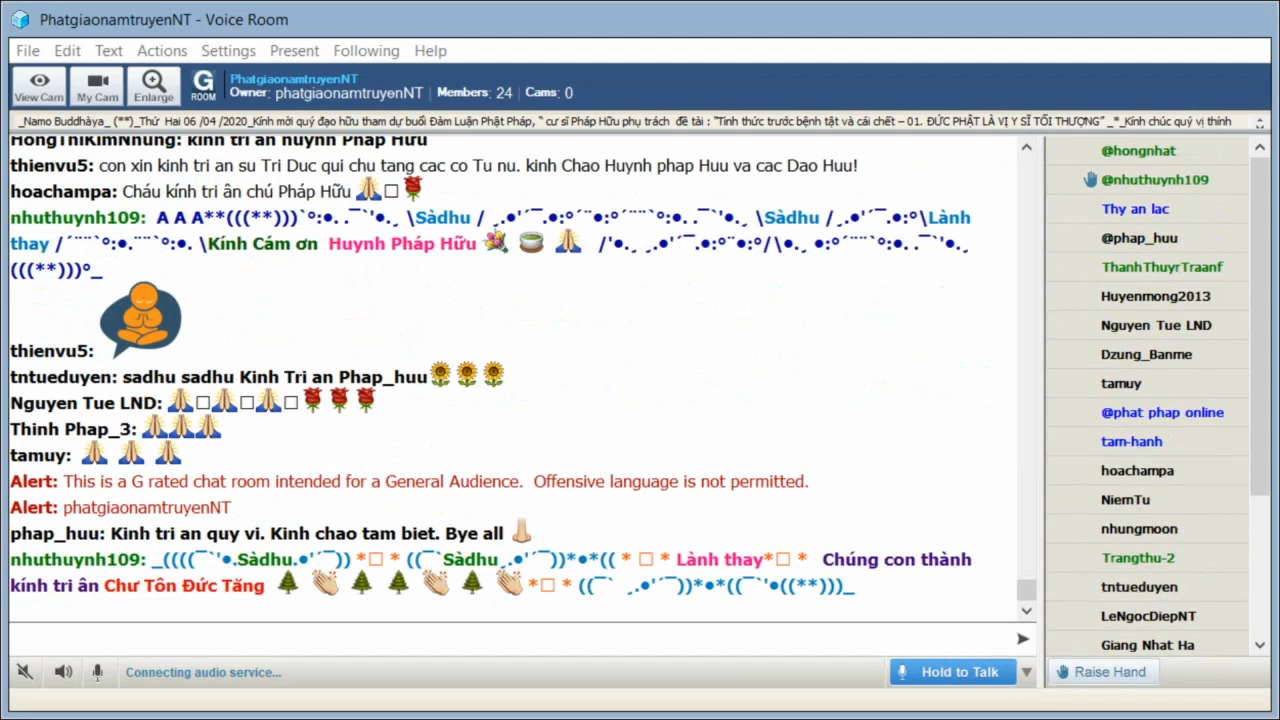 PhatgiaonamtruyenNT - Voice Room
File Edit Text Actions Settings Present Following Help
View Cam My Cam Enlarge G ROOM
PhatgiaonamtruyenNT
Owner: phatgiaonamtruyenNT | Members: 24 | Cams: 0
_Namo Buddhàya_ (**)_Thứ Hai 06 /04 /2020_Kính mời quý đạo hữu tham dự buổi Đàm Luận Phật Pháp, “ cư sĩ Pháp Hữu phụ trách đề tài : "Tỉnh thức trước bệnh tật và cái chết – 01. ĐỨC PHẬT LÀ VỊ Y SĨ TỐI THƯỢNG” _*_Kính chúc quý vị thính
HongThiKimNhung: kinh tri an huynh Phap Huu
thienvu5: con xin kinh tri an su Tri Duc qui chu tang cac co Tu nu. kinh Chao Huynh phap Huu va cac Dao Huu!
hoachampa: Cháu kính tri ân chú Pháp Hữu
nhuthuynh109: A A A**(((**))) \Sàdhu / \Sàdhu / \Lành
thay / \Kính Cám ơn Huynh Pháp Hữu
(((**)))°_
thienvu5:
tntueduyen: sadhu sadhu Kinh Tri an Phap_huu
Nguyen Tue LND:
Thinh Phap_3:
tamuy:
Alert: This is a G rated chat room intended for a General Audience. Offensive language is not permitted.
Alert: phatgiaonamtruyenNT
phap_huu: Kinh tri an quy vi. Kinh chao tam biet. Bye all
nhuthuynh109: Sàdhu Sàdhu Lành thay Chúng con thành
kính tri ân Chư Tôn Đức Tăng
Connecting audio service...
Hold to Talk
@hongnhat
@nhuthuynh109
Thy an lac
@phap_huu
ThanhThuyrTraanf
Huyenmong2013
Nguyen Tue LND
Dzung_Banme
tamuy
@phat phap online
tam-hanh
hoachampa
NiemTu
nhungmoon
Trangthu-2
tntueduyen
LeNgocDiepNT
Giang Nhat Ha
Raise Hand